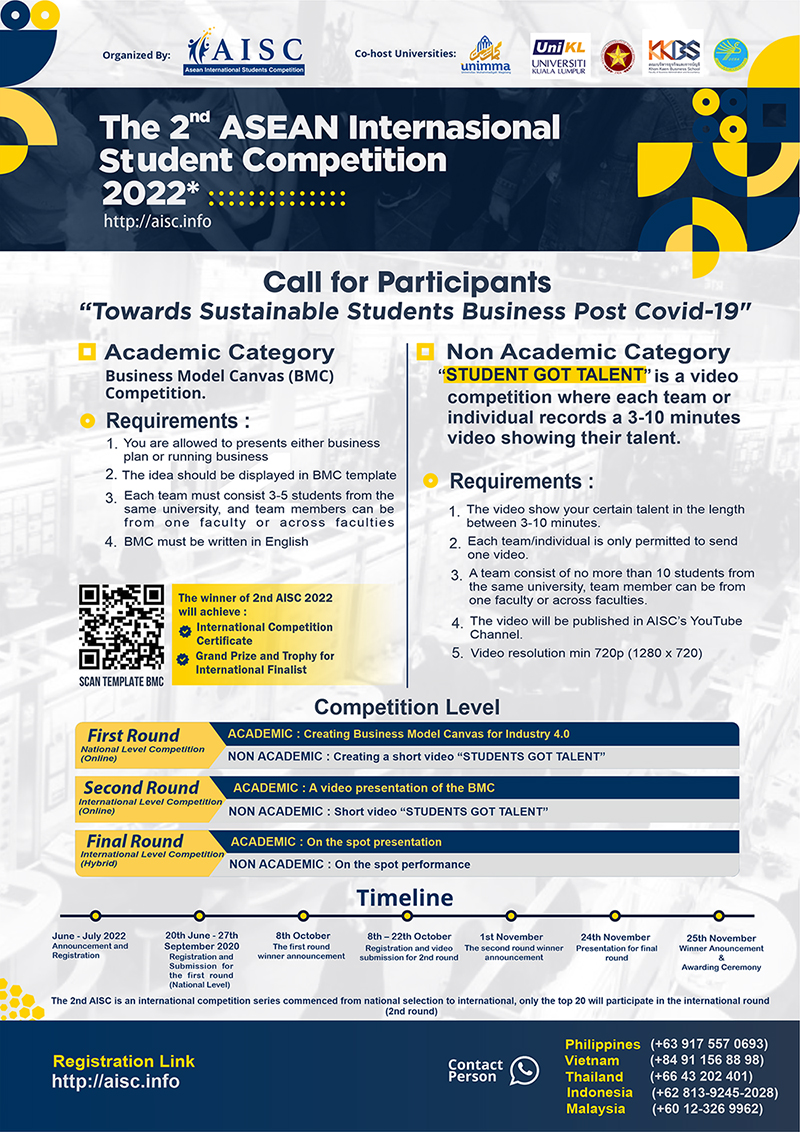 Organized By:
AISC
Asean International Students Competition
Co-host Universities:
unimma
UniKL
UNIVERSITI
KUALA LUMPUR
KKBS
Khon Kaen Business School
The 2nd ASEAN Internasional
Student Competition
2022*
http://aisc.info
Call for Participants
“Towards Sustainable Students Business Post Covid-19”
Academic Category
Business Model Canvas (BMC)
Competition.
Requirements :
1. You are allowed to presents either business
plan or running business
2. The idea should be displayed in BMC template
3. Each team must consist 3-5 students from the
same university, and team members can be
from one faculty or across faculties
4. BMC must be written in English
SCAN TEMPLATE BMC
The winner of 2nd AISC 2022
will achieve :
International Competition
Certificate
Grand Prize and Trophy for
International Finalist
Non Academic Category
“STUDENT GOT TALENT” is a video
competition where each team or
individual records a 3-10 minutes
video showing their talent.
Requirements :
1. The video show your certain talent in the length
between 3-10 minutes.
2. Each team/individual is only permitted to send
one video.
3. A team consist of no more than 10 students from
the same university, team member can be from
one faculty or across faculties.
4. The video will be published in AISC's YouTube
Channel.
5. Video resolution min 720p (1280 x 720)
Competition Level
First Round
National Level Competition
(Online)
ACADEMIC : Creating Business Model Canvas for Industry 4.0
NON ACADEMIC : Creating a short video “STUDENTS GOT TALENT”
Second Round
International Level Competition
(Online)
ACADEMIC : A video presentation of the BMC
NON ACADEMIC : Short video “STUDENTS GOT TALENT”
Final Round
International Level Competition
(Hybrid)
ACADEMIC : On the spot presentation
NON ACADEMIC : On the spot performance
Timeline
June - July 2022
Announcement and
Registration
20th June - 27th
September 2020
Registration and
Submission for
the first round
(National Level)
8th October
The first round
winner announcement
8th – 22th October
Registration and video
submission for 2nd round
1st November
The second round winner
announcement
24th November
Presentation for final
round
25th November
Winner Anouncement
&
Awarding Ceremony
The 2nd AISC is an international competition series commenced from national selection to international, only the top 20 will participate in the international round
(2nd round)
Registration Link
http://aisc.info
Contact
Person
Philippines (+63 917 557 0693)
Vietnam (+84 91 156 88 98)
Thailand (+66 43 202 401)
Indonesia (+62 813-9245-2028)
Malaysia (+60 12-326 9962)